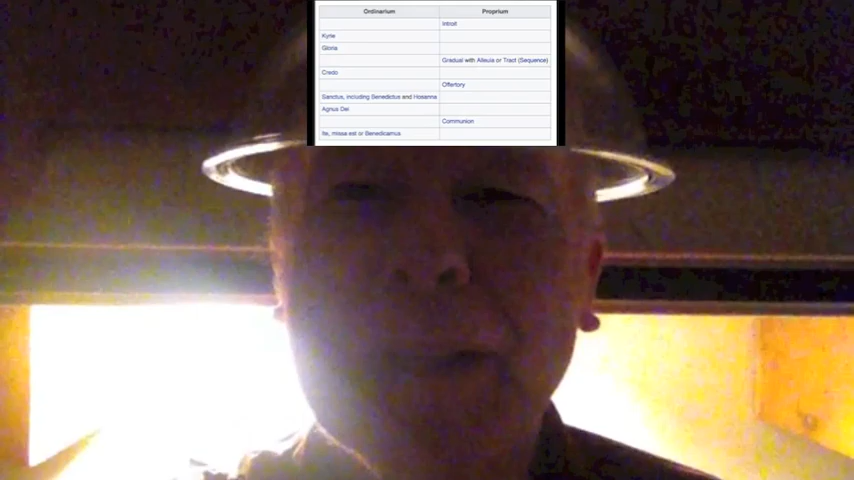 Ordinarium Proprium
Introit
Kyrie
Gloria
Gradual with Alleluia or Tract (Sequence)
Credo
Offertory
Sanctus, including Benedictus and Hosanna
Agnus Dei
Communion
Ite, missa est or Benedicamus